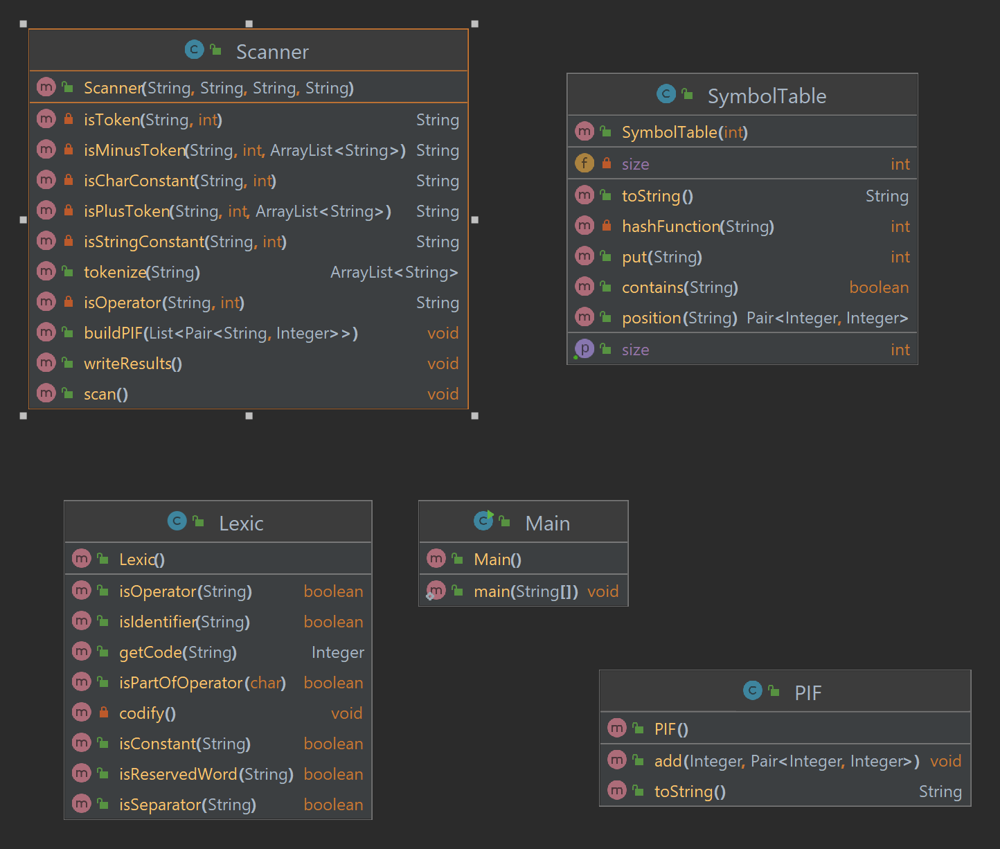 Scanner
Scanner(String, String, String, String)
isToken(String, int) String
isMinusToken(String, int, ArrayList<String>) String
isCharConstant(String, int) String
isPlusToken(String, int, ArrayList<String>) String
isStringConstant(String, int) String
tokenize(String) ArrayList<String>
isOperator(String, int) String
buildPIF(List<Pair<String, Integer>>) void
writeResults() void
scan() void
SymbolTable
SymbolTable(int)
size int
toString() String
hashFunction(String) int
put(String) int
contains(String) boolean
position(String) Pair<Integer, Integer>
size int
Lexic
Lexic()
isOperator(String) boolean
isIdentifier(String) boolean
getCode(String) Integer
isPartOfOperator(char) boolean
codify() void
isConstant(String) boolean
isReservedWord(String) boolean
isSeparator(String) boolean
Main
Main()
main(String[]) void
PIF
PIF()
add(Integer, Pair<Integer, Integer>) void
toString() String